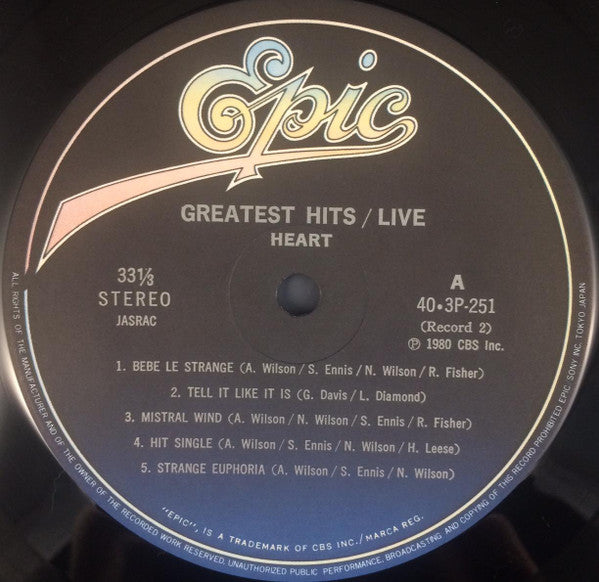 Epic
GREATEST HITS / LIVE
HEART
33⅓
STEREO
JASRAC
A
40•3P-251
(Record 2)
Ⓟ 1980 CBS Inc.
1. BEBE LE STRANGE (A. Wilson / S. Ennis / N. Wilson / R. Fisher)
2. TELL IT LIKE IT IS (G. Davis / L. Diamond)
3. MISTRAL WIND (A. Wilson / N. Wilson / S. Ennis / R. Fisher)
4. HIT SINGLE (A. Wilson / S. Ennis / N. Wilson / H. Leese)
5. STRANGE EUPHORIA (A. Wilson / S. Ennis / N. Wilson)
"EPIC", IS A TRADEMARK OF CBS INC./MARCA REG.
ALL RIGHTS OF THE MANUFACTURER AND OF THE OWNER OF THE RECORDED WORK RESERVED. UNAUTHORIZED PUBLIC PERFORMANCE, BROADCASTING AND COPYING OF THIS RECORD PROHIBITED EPIC SONY INC. TOKYO JAPAN